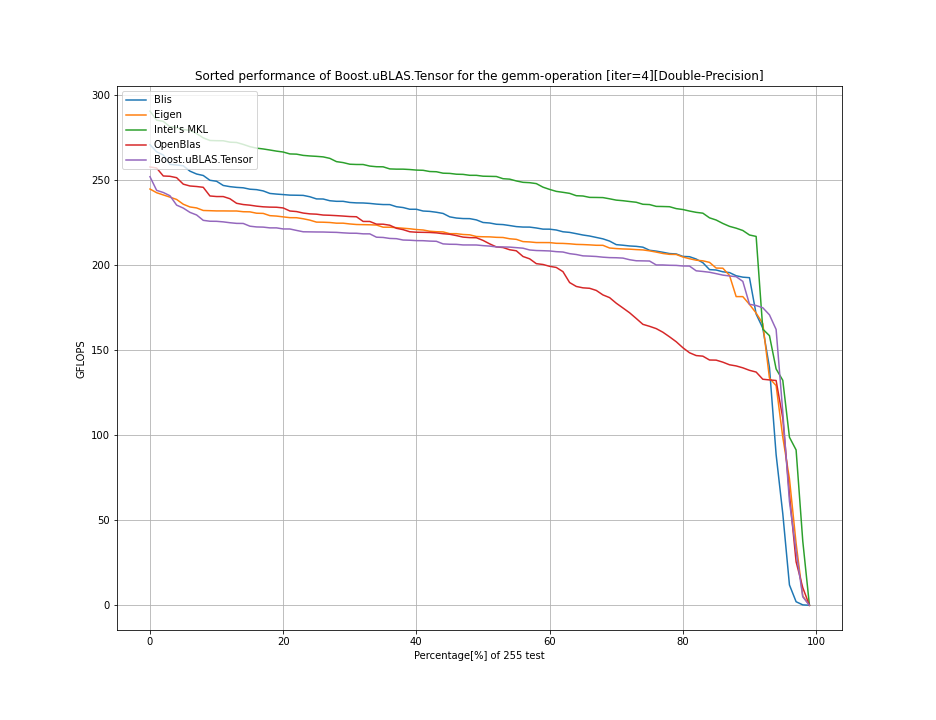 Sorted performance of Boost.uBLAS.Tensor for the gemm-operation [iter=4][Double-Precision]
300
250
200
150
100
50
0
GFLOPS
Blis
Eigen
Intel's MKL
OpenBlas
Boost.uBLAS.Tensor
0 20 40 60 80 100
Percentage[%] of 255 test